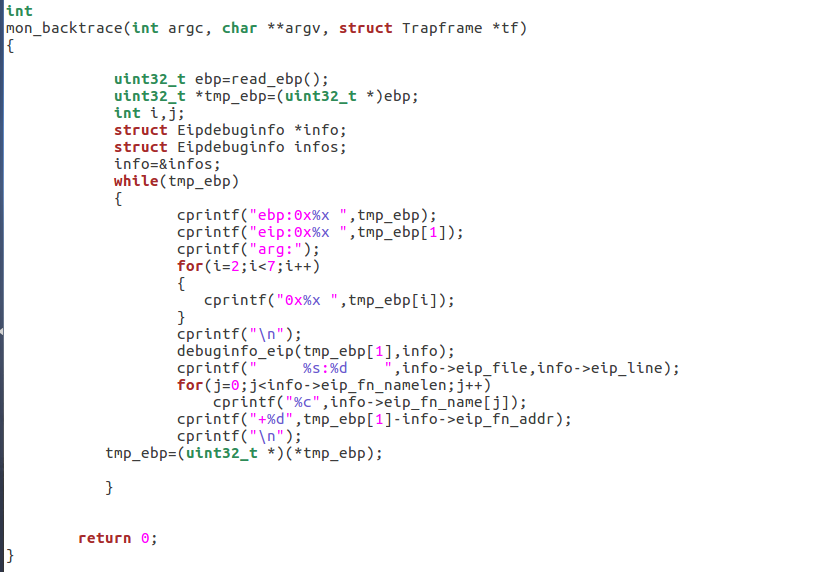 int
mon_backtrace(int argc, char **argv, struct Trapframe *tf)
{
uint32_t ebp=read_ebp();
uint32_t *tmp_ebp=(uint32_t *)ebp;
int i,j;
struct Eipdebuginfo *info;
struct Eipdebuginfo infos;
info=&infos;
while(tmp_ebp)
{
cprintf("ebp:0x%x ",tmp_ebp);
cprintf("eip:0x%x ",tmp_ebp[1]);
cprintf("arg:");
for(i=2;i<7;i++)
{
cprintf("0x%x ",tmp_ebp[i]);
}
cprintf("\n");
debuginfo_eip(tmp_ebp[1],info);
cprintf("     %s:%d    ",info->eip_file,info->eip_line);
for(j=0;j<info->eip_fn_namelen;j++)
cprintf("%c",info->eip_fn_name[j]);
cprintf("+%d",tmp_ebp[1]-info->eip_fn_addr);
cprintf("\n");
tmp_ebp=(uint32_t *)(*tmp_ebp);
}
return 0;
}